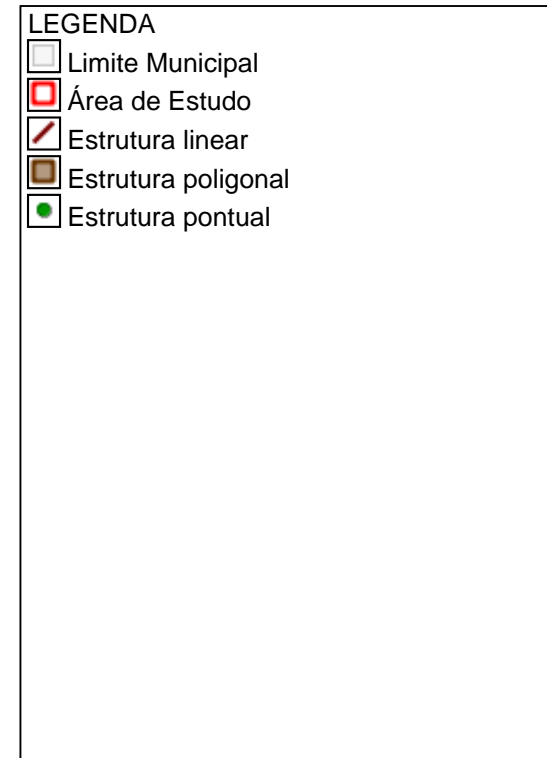 LEGENDA
Limite Municipal
Área de Estudo
Estrutura linear
Estrutura poligonal
Estrutura pontual